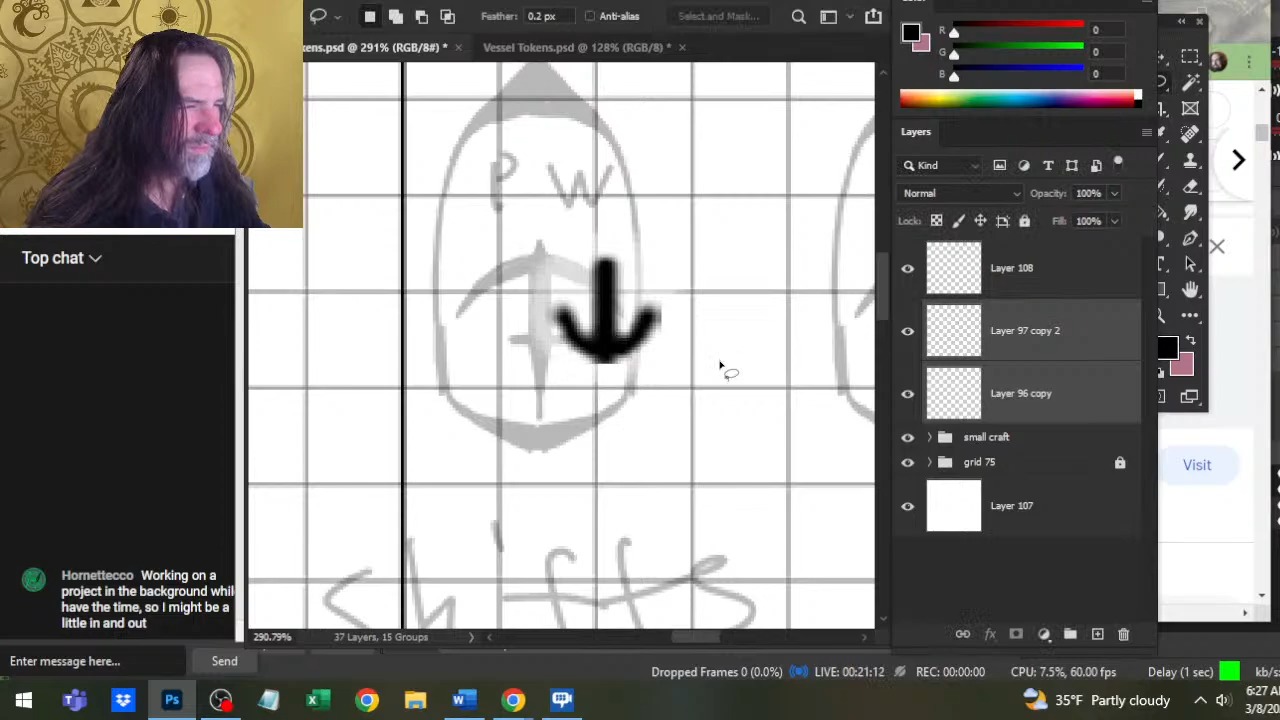 Feather: 0.2 px Anti-alias Select and Mask...
kens.psd @ 291% (RGB/8#) * × Vessel Tokens.psd @ 128% (RGB/8) * ×
R 0
G 0
B 0
Layers
Kind
Normal Opacity: 100%
Lock: Fill: 100%
Layer 108
Layer 97 copy 2
Layer 96 copy
small craft
grid 75
Layer 107
P W
Top chat
Hornettecco Working on a
project in the background whil
have the time, so I might be a
little in and out
Visit
290.79% 37 Layers, 15 Groups
Enter message here... Send
Dropped Frames 0 (0.0%) LIVE: 00:21:12 REC: 00:00:00 CPU: 7.5%, 60.00 fps Delay (1 sec) kb/s
35°F Partly cloudy 6:27
3/8/20